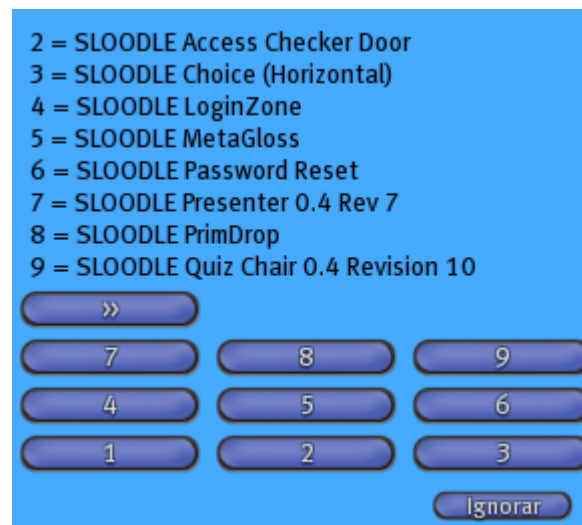 2 = SLOODLE Access Checker Door
3 = SLOODLE Choice (Horizontal)
4 = SLOODLE LoginZone
5 = SLOODLE MetaGloss
6 = SLOODLE Password Reset
7 = SLOODLE Presenter 0.4 Rev 7
8 = SLOODLE PrimDrop
9 = SLOODLE Quiz Chair 0.4 Revision 10
»
7 8 9
4 5 6
1 2 3
Ignorar